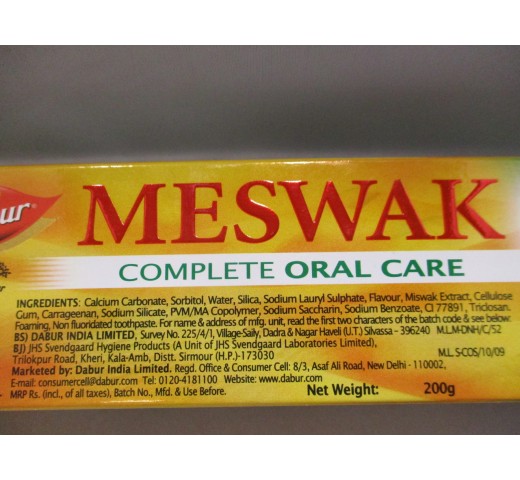 MESWAK
COMPLETE ORAL CARE
INGREDIENTS: Calcium Carbonate, Sorbitol, Water, Silica, Sodium Lauryl Sulphate, Flavour, Miswak Extract, Cellulose
Gum, Carrageenan, Sodium Silicate, PVM/MA Copolymer, Sodium Saccharin, Sodium Benzoate, CI 77891, Triclosan.
Foaming, Non fluoridated toothpaste. For name & address of mfg. unit, read the first two characters of the batch code & see below:
BS) DABUR INDIA LIMITED, Survey No. 225/4/1, Village-Saily, Dadra & Nagar Haveli (U.T.) Silvassa - 396240 M.L.M-DNH/C/52
BJ) JHS Svendgaard Hygiene Products (A Unit of JHS Svendgaard Laboratories Limited),
Trilokpur Road, Kheri, Kala-Amb, Distt. Sirmour (H.P.)-173030 M.L. S-COS/10/09
Marketed by: Dabur India Limited. Regd. Office & Consumer Cell: 8/3, Asaf Ali Road, New Delhi - 110002,
E-mail: consumercell@dabur.com Tel: 0120-4181100 Website: www.dabur.com
MRP Rs. (incl., of all taxes), Batch No., Mfd. & Use Before. Net Weight: 200g